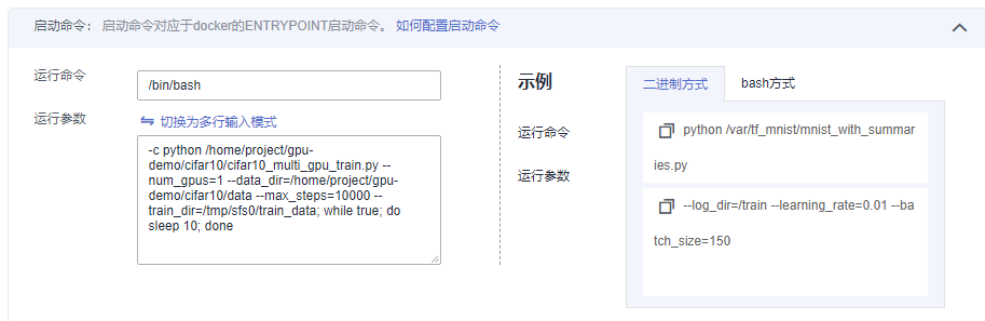 启动命令: 启动命令对应于docker的ENTRYPOINT启动命令。 如何配置启动命令
运行命令
/bin/bash
运行参数
切换为多行输入模式
-c python /home/project/gpu-
demo/cifar10/cifar10_multi_gpu_train.py --
num_gpus=1 --data_dir=/home/project/gpu-
demo/cifar10/data --max_steps=10000 --
train_dir=/tmp/sfs0/train_data; while true; do
sleep 10; done
示例
二进制方式 bash方式
运行命令
python /var/tf_mnist/mnist_with_summar
ies.py
运行参数
--log_dir=/train --learning_rate=0.01 --ba
tch_size=150